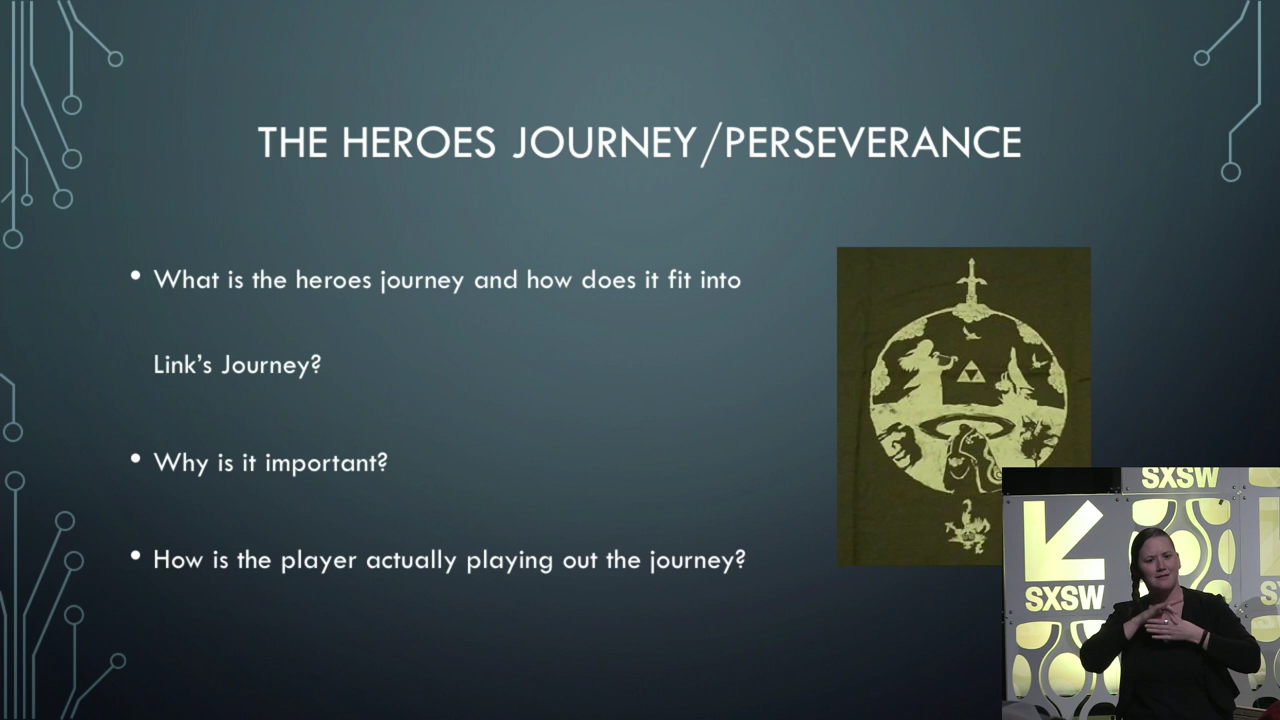 THE HEROES JOURNEY/PERSEVERANCE
• What is the heroes journey and how does it fit into
Link's Journey?
• Why is it important?
• How is the player actually playing out the journey?
SXSW
SXSW